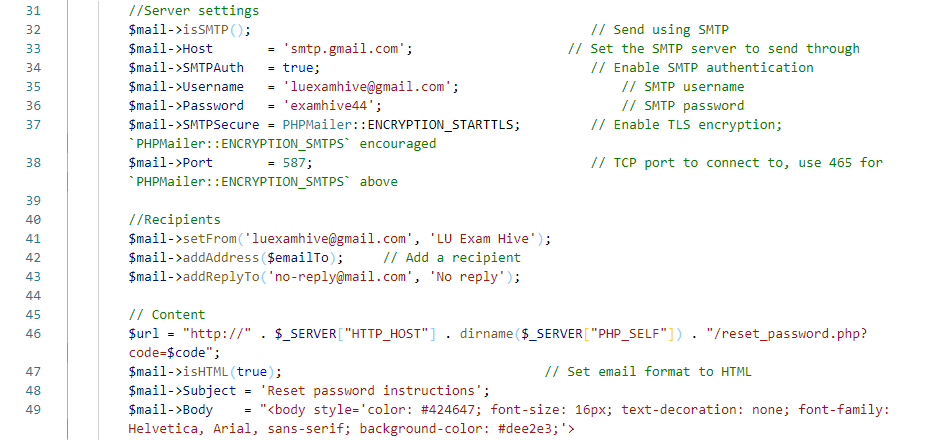 31 //Server settings
32 $mail->isSMTP(); // Send using SMTP
33 $mail->Host = 'smtp.gmail.com'; // Set the SMTP server to send through
34 $mail->SMTPAuth = true; // Enable SMTP authentication
35 $mail->Username = 'luexamhive@gmail.com'; // SMTP username
36 $mail->Password = 'examhive44'; // SMTP password
37 $mail->SMTPSecure = PHPMailer::ENCRYPTION_STARTTLS; // Enable TLS encryption;
`PHPMailer::ENCRYPTION_SMTPS` encouraged
38 $mail->Port = 587; // TCP port to connect to, use 465 for
`PHPMailer::ENCRYPTION_SMTPS` above
39
40 //Recipients
41 $mail->setFrom('luexamhive@gmail.com', 'LU Exam Hive');
42 $mail->addAddress($emailTo); // Add a recipient
43 $mail->addReplyTo('no-reply@mail.com', 'No reply');
44
45 // Content
46 $url = "http://" . $_SERVER["HTTP_HOST"] . dirname($_SERVER["PHP_SELF"]) . "/reset_password.php?
code=$code";
47 $mail->isHTML(true); // Set email format to HTML
48 $mail->Subject = 'Reset password instructions';
49 $mail->Body = "<body style='color: #424647; font-size: 16px; text-decoration: none; font-family:
Helvetica, Arial, sans-serif; background-color: #dee2e3;'>